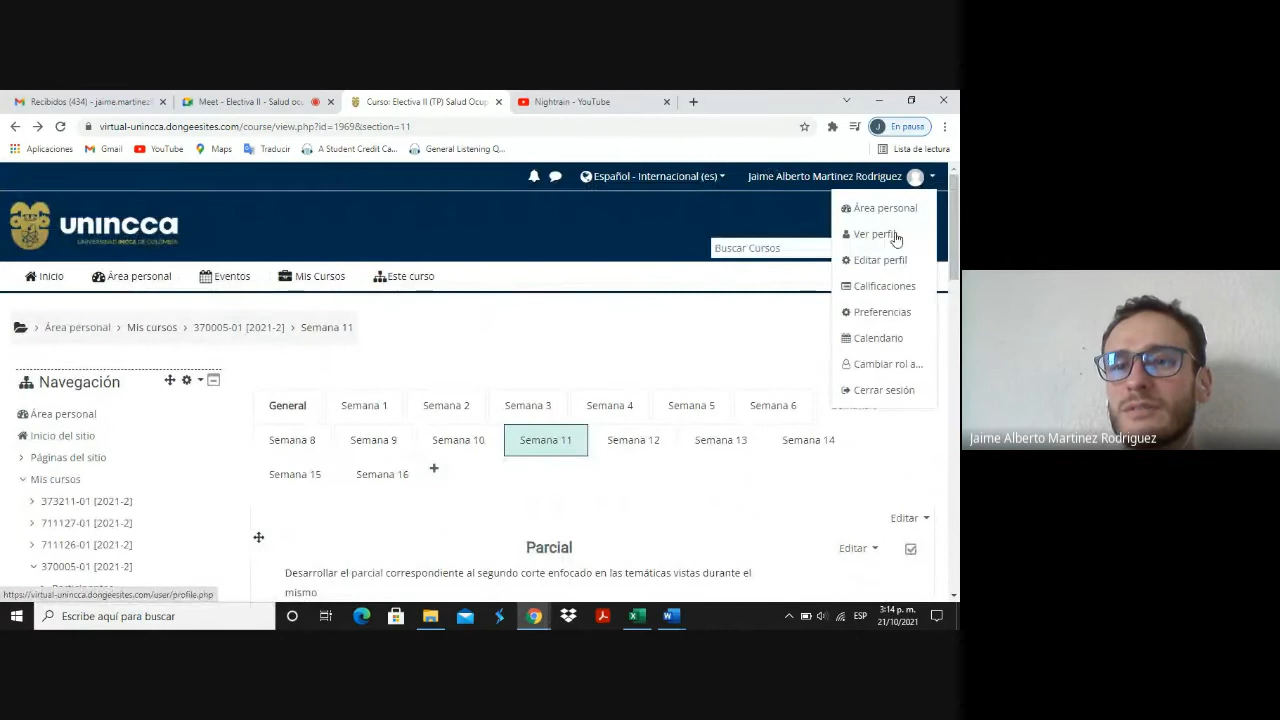 Recibidos (434) - jaime.martinez
Meet - Electiva II - Salud oc
Curso: Electiva II (TP) Salud Ocup
Nightrain - YouTube
virtual-unincca.dongeesites.com/course/view.php?id=1969&section=11
J En pausa
Aplicaciones
Gmail
YouTube
Maps
Traducir
A Student Credit Ca...
General Listening Q...
Lista de lectura
Español - Internacional (es)
Jaime Alberto Martinez Rodriguez
unincca
UNIVERSIDAD INCCA DE COLOMBIA
Buscar Cursos
Área personal
Ver perfil
Editar perfil
Calificaciones
Preferencias
Calendario
Cambiar rol a...
Cerrar sesión
Inicio
Área personal
Eventos
Mis Cursos
Este curso
Área personal
Mis cursos
370005-01 [2021-2]
Semana 11
Navegación
Área personal
Inicio del sitio
Páginas del sitio
Mis cursos
373211-01 [2021-2]
711127-01 [2021-2]
711126-01 [2021-2]
370005-01 [2021-2]
General
Semana 1
Semana 2
Semana 3
Semana 4
Semana 5
Semana 6
Semana 8
Semana 9
Semana 10
Semana 11
Semana 12
Semana 13
Semana 14
Semana 15
Semana 16
Editar
Parcial
Editar
Desarrollar el parcial correspondiente al segundo corte enfocado en las temáticas vistas durante el
mismo
https://virtual-unincca.dongeesites.com/user/profile.php
Escribe aquí para buscar
ESP
3:14 p. m.
21/10/2021
Jaime Alberto Martinez Rodriguez